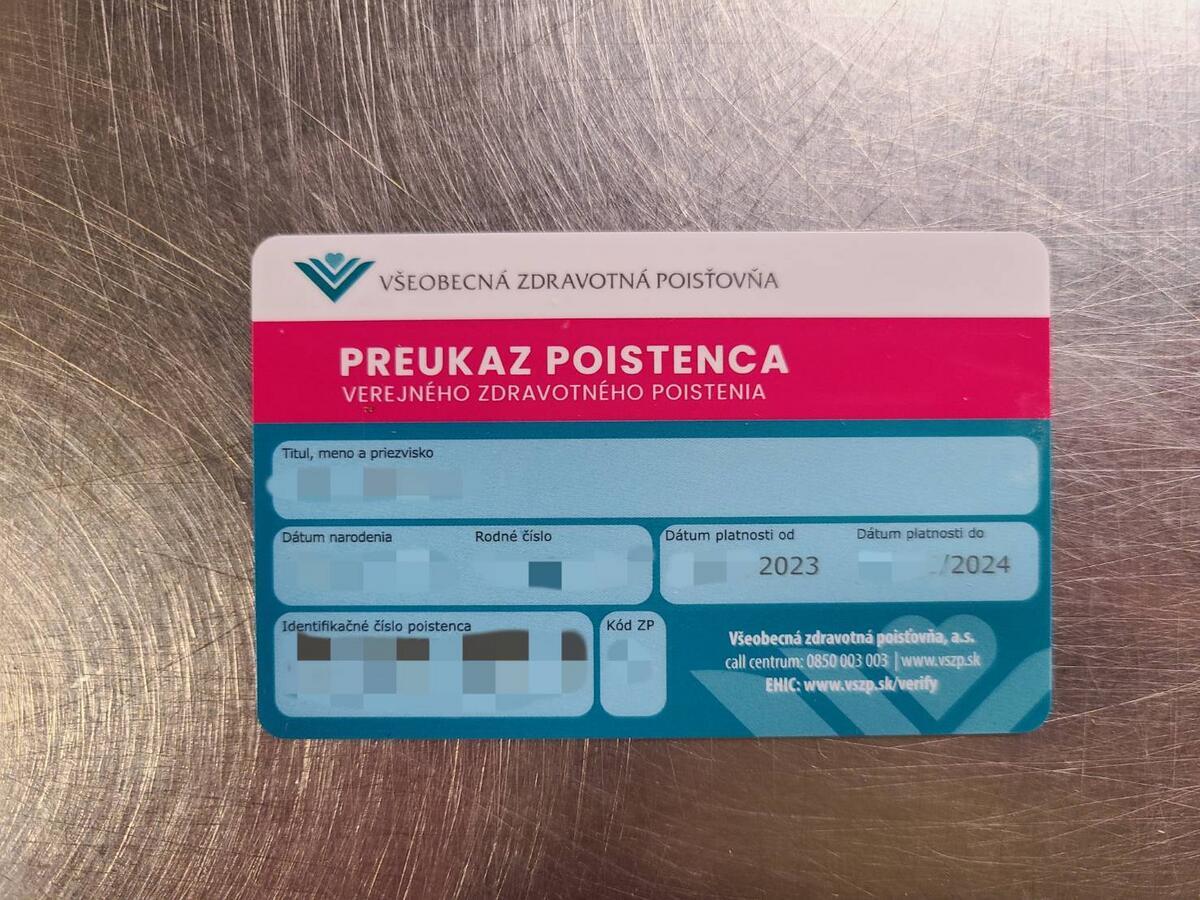 VŠEOBECNÁ ZDRAVOTNÁ POISŤOVŇA
PREUKAZ POISTENCA
VEREJNÉHO ZDRAVOTNÉHO POISTENIA
Titul, meno a priezvisko
Dátum narodenia Rodné číslo Dátum platnosti od Dátum platnosti do
2023 /2024
Identifikačné číslo poistenca Kód ZP
Všeobecná zdravotná poisťovňa, a.s.
call centrum: 0850 003 003 | www.vszp.sk
EHIC: www.vszp.sk/verify